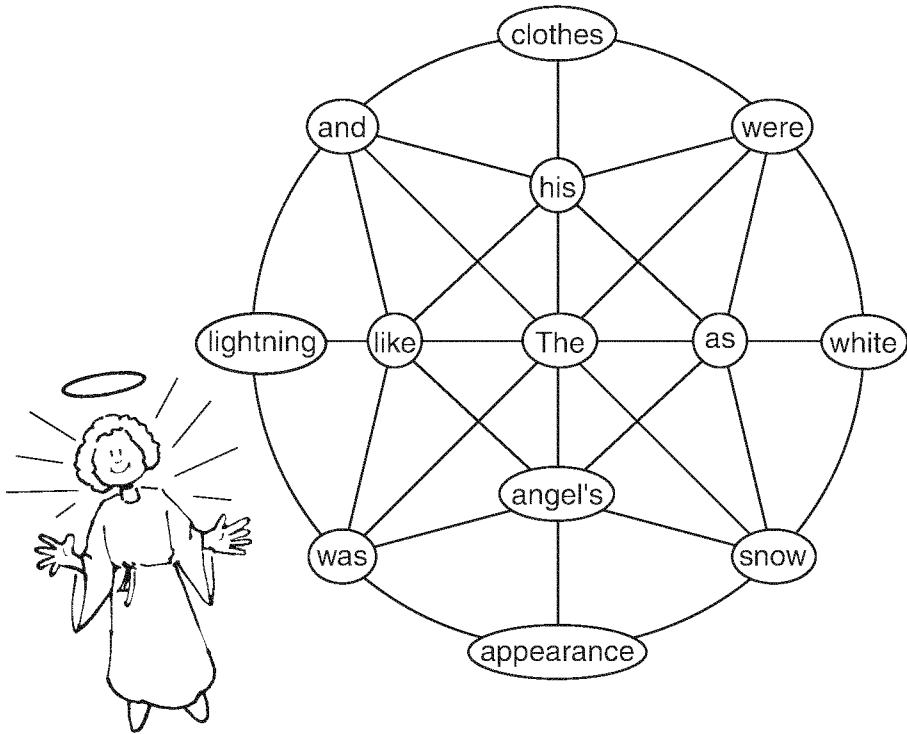 clothes
and
were
his
lightning
like
The
as
white
angel's
was
snow
appearance